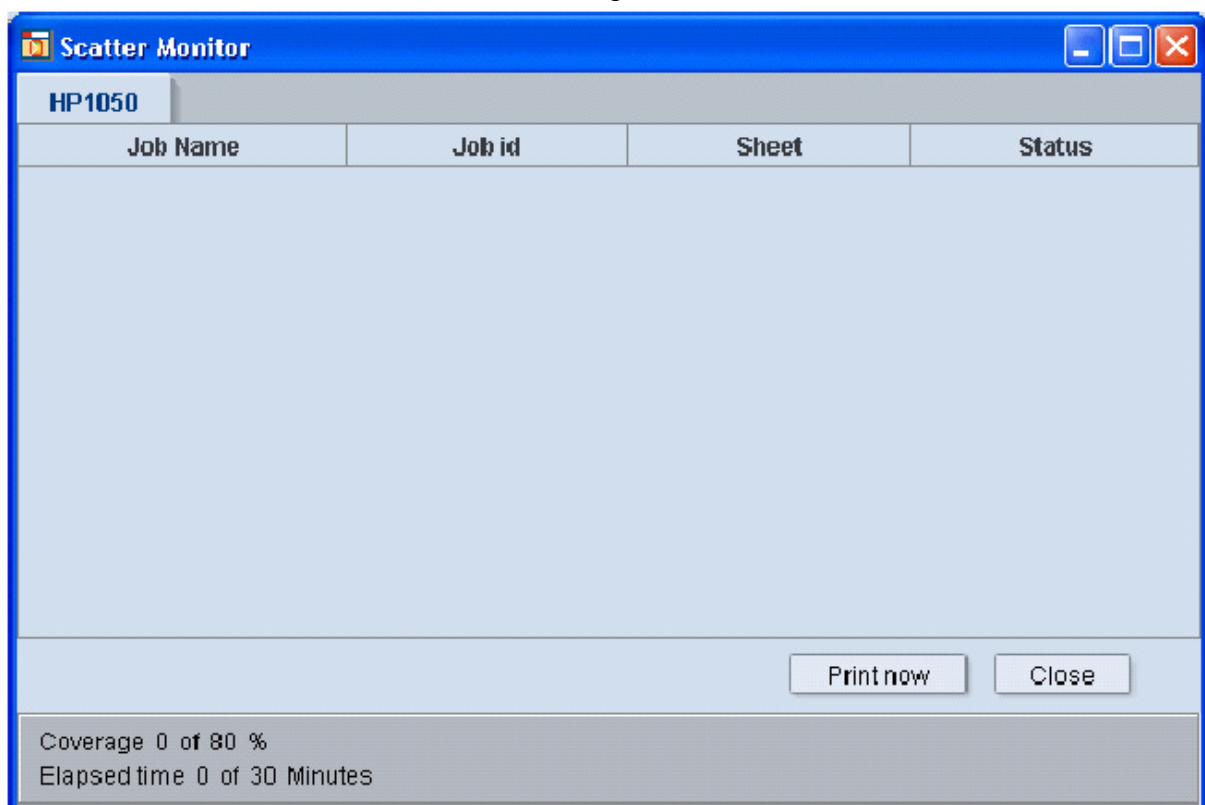 Scatter Monitor
HP1050
Job Name Job id Sheet Status
Print now Close
Coverage 0 of 80 %
Elapsed time 0 of 30 Minutes